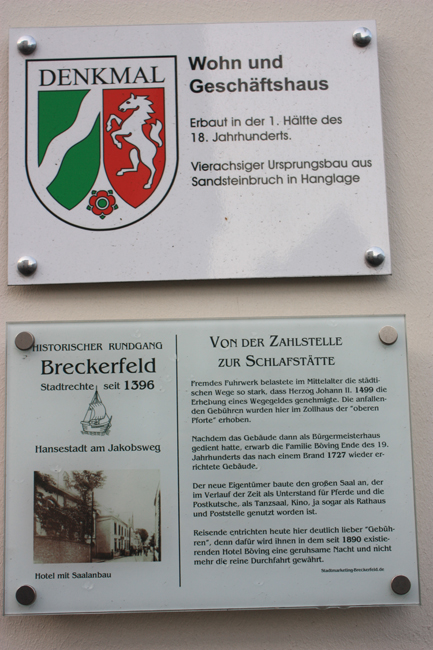 DENKMAL
Wohn und
Geschäftshaus
Erbaut in der 1. Hälfte des
18. Jahrhunderts.
Vierachsiger Ursprungsbau aus
Sandsteinbruch in Hanglage
HISTORISCHER RUNDGANG
Breckerfeld
Stadtrechte seit 1396
Hansestadt am Jakobsweg
Hotel mit Saalanbau
VON DER ZAHLSTELLE
ZUR SCHLAFSTÄTTE
Fremdes Fuhrwerk belastete im Mittelalter die städti-
schen Wege so stark, dass Herzog Johann II. 1499 die
Erhebung eines Wegegeldes genehmigte. Die anfallen-
den Gebühren wurden hier im Zollhaus der "oberen
Pforte" erhoben.
Nachdem das Gebäude dann als Bürgermeisterhaus
gedient hatte, erwarb die Familie Böving Ende des 19.
Jahrhunderts das nach einem Brand 1727 wieder er-
richtete Gebäude.
Der neue Eigentümer baute den großen Saal an, der
im Verlauf der Zeit als Unterstand für Pferde und die
Postkutsche, als Tanzsaal, Kino, ja sogar als Rathaus
und Poststelle genutzt worden ist.
Reisende entrichten heute hier deutlich lieber "Gebüh-
ren", denn dafür wird ihnen in dem seit 1890 existie-
renden Hotel Böving eine geruhsame Nacht und nicht
mehr die reine Durchfahrt gewährt.
Stadtmarketing-Breckerfeld.de